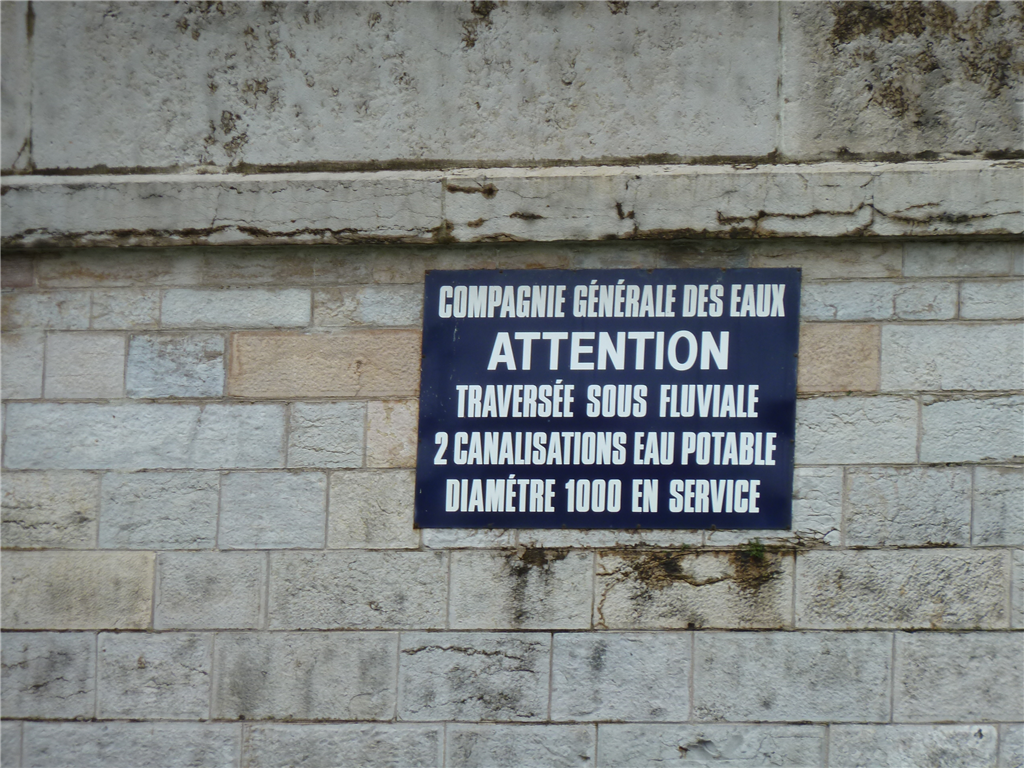 COMPAGNIE GÉNÉRALE DES EAUX
ATTENTION
TRAVERSÉE SOUS FLUVIALE
2 CANALISATIONS EAU POTABLE
DIAMÉTRE 1000 EN SERVICE